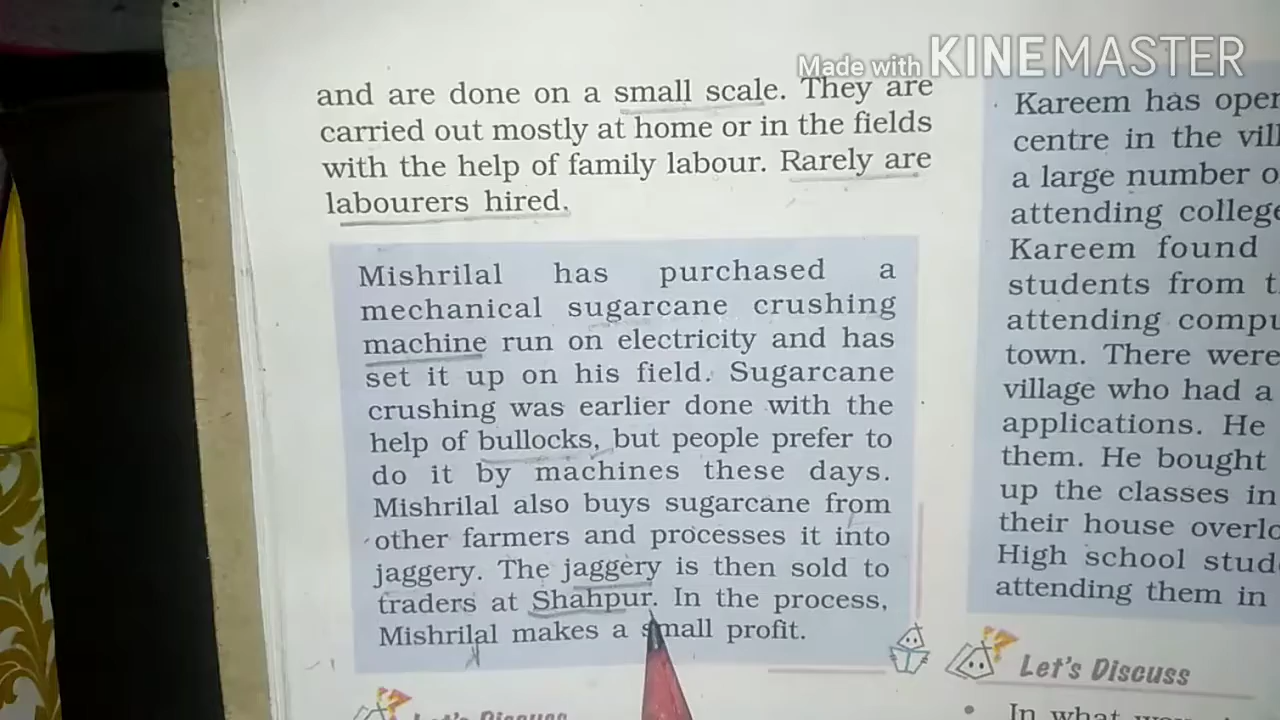 Made with KINEMASTER
and are done on a small scale. They are
carried out mostly at home or in the fields
with the help of family labour. Rarely are
labourers hired.
Mishrilal has purchased a
mechanical sugarcane crushing
machine run on electricity and has
set it up on his field. Sugarcane
crushing was earlier done with the
help of bullocks, but people prefer to
do it by machines these days.
Mishrilal also buys sugarcane from
other farmers and processes it into
jaggery. The jaggery is then sold to
traders at Shahpur. In the process,
Mishrilal makes a small profit.
Let's Discuss
Kareem has
centre in the
a large number
attending
Kareem found
students from
attending
town. There were
village who had a
applications. He
them. He bought
up the classes in
their house
High school
attending them in
Let's Discuss
• In what